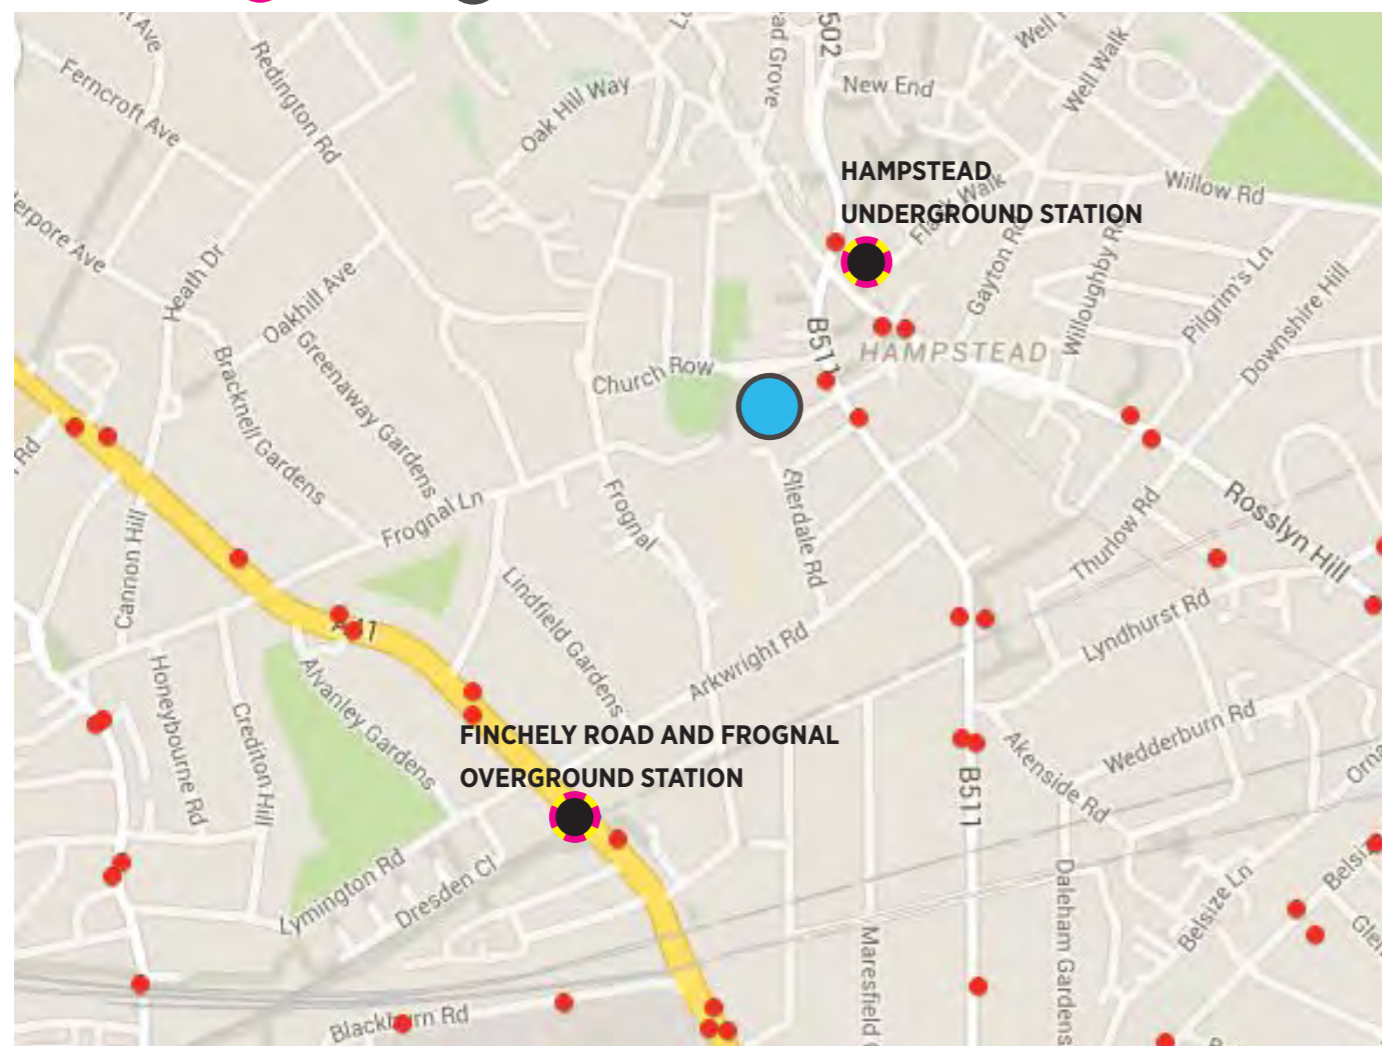 502
Well Walk
New End
Oak Hill Way
Redington Rd
Ferncroft Ave
HAMPSTEAD
UNDERGROUND STATION
Flask Walk
Willow Rd
Gayton Rd
Willoughby Rd
Pilgrim's Ln
Downshire Hill
Heath Dr
Oakhill Ave
Greenaway Gardens
Bracknell Gardens
Church Row
B511
HAMPSTEAD
Frognal Ln
Frognal
Ellerdale Rd
Rd
Cannon Hill
Thurlow Rd
Rosslyn Hill
Lyndhurst Rd
Lindfield Gardens
Arkwright Rd
Honeybourne Rd
Crediton Hill
Alvanley Gardens
FINCHELY ROAD AND FROGNAL
OVERGROUND STATION
B511
Akenside Rd
Wedderburn Rd
Lymington Rd
Dresden Cl
Maresfield
Daleham Gardens
Belsize Ln
Blackburn Rd